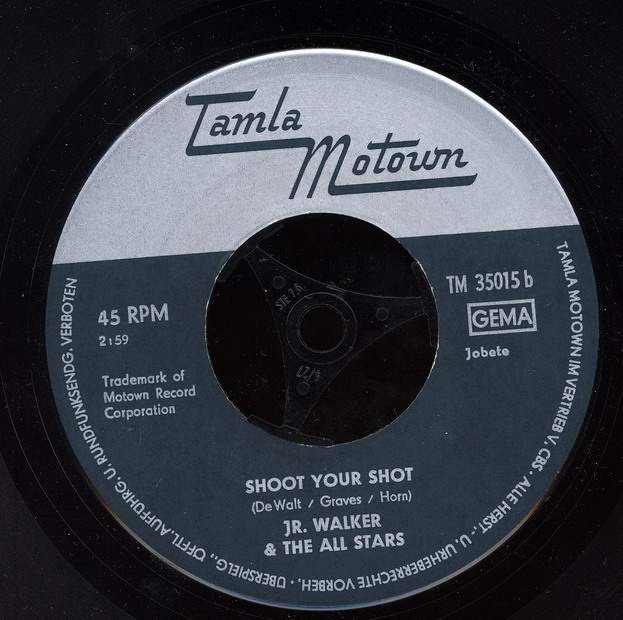 Tamla
Motown
45 RPM
2:59
Trademark of
Motown Record
Corporation
TM 35015 b
GEMA
Jobete
SHOOT YOUR SHOT
(De Walt / Graves / Horn)
JR. WALKER
& THE ALL STARS
TAMLA MOTOWN IM VERTRIEB V. CBS · ALLE HERST.- U. URHEBERRECHTE VORBEH. · ÜBERSPIELG., ÖFFTL. AUFFÜHRG. U. RUNDFUNKSENDG. VERBOTEN